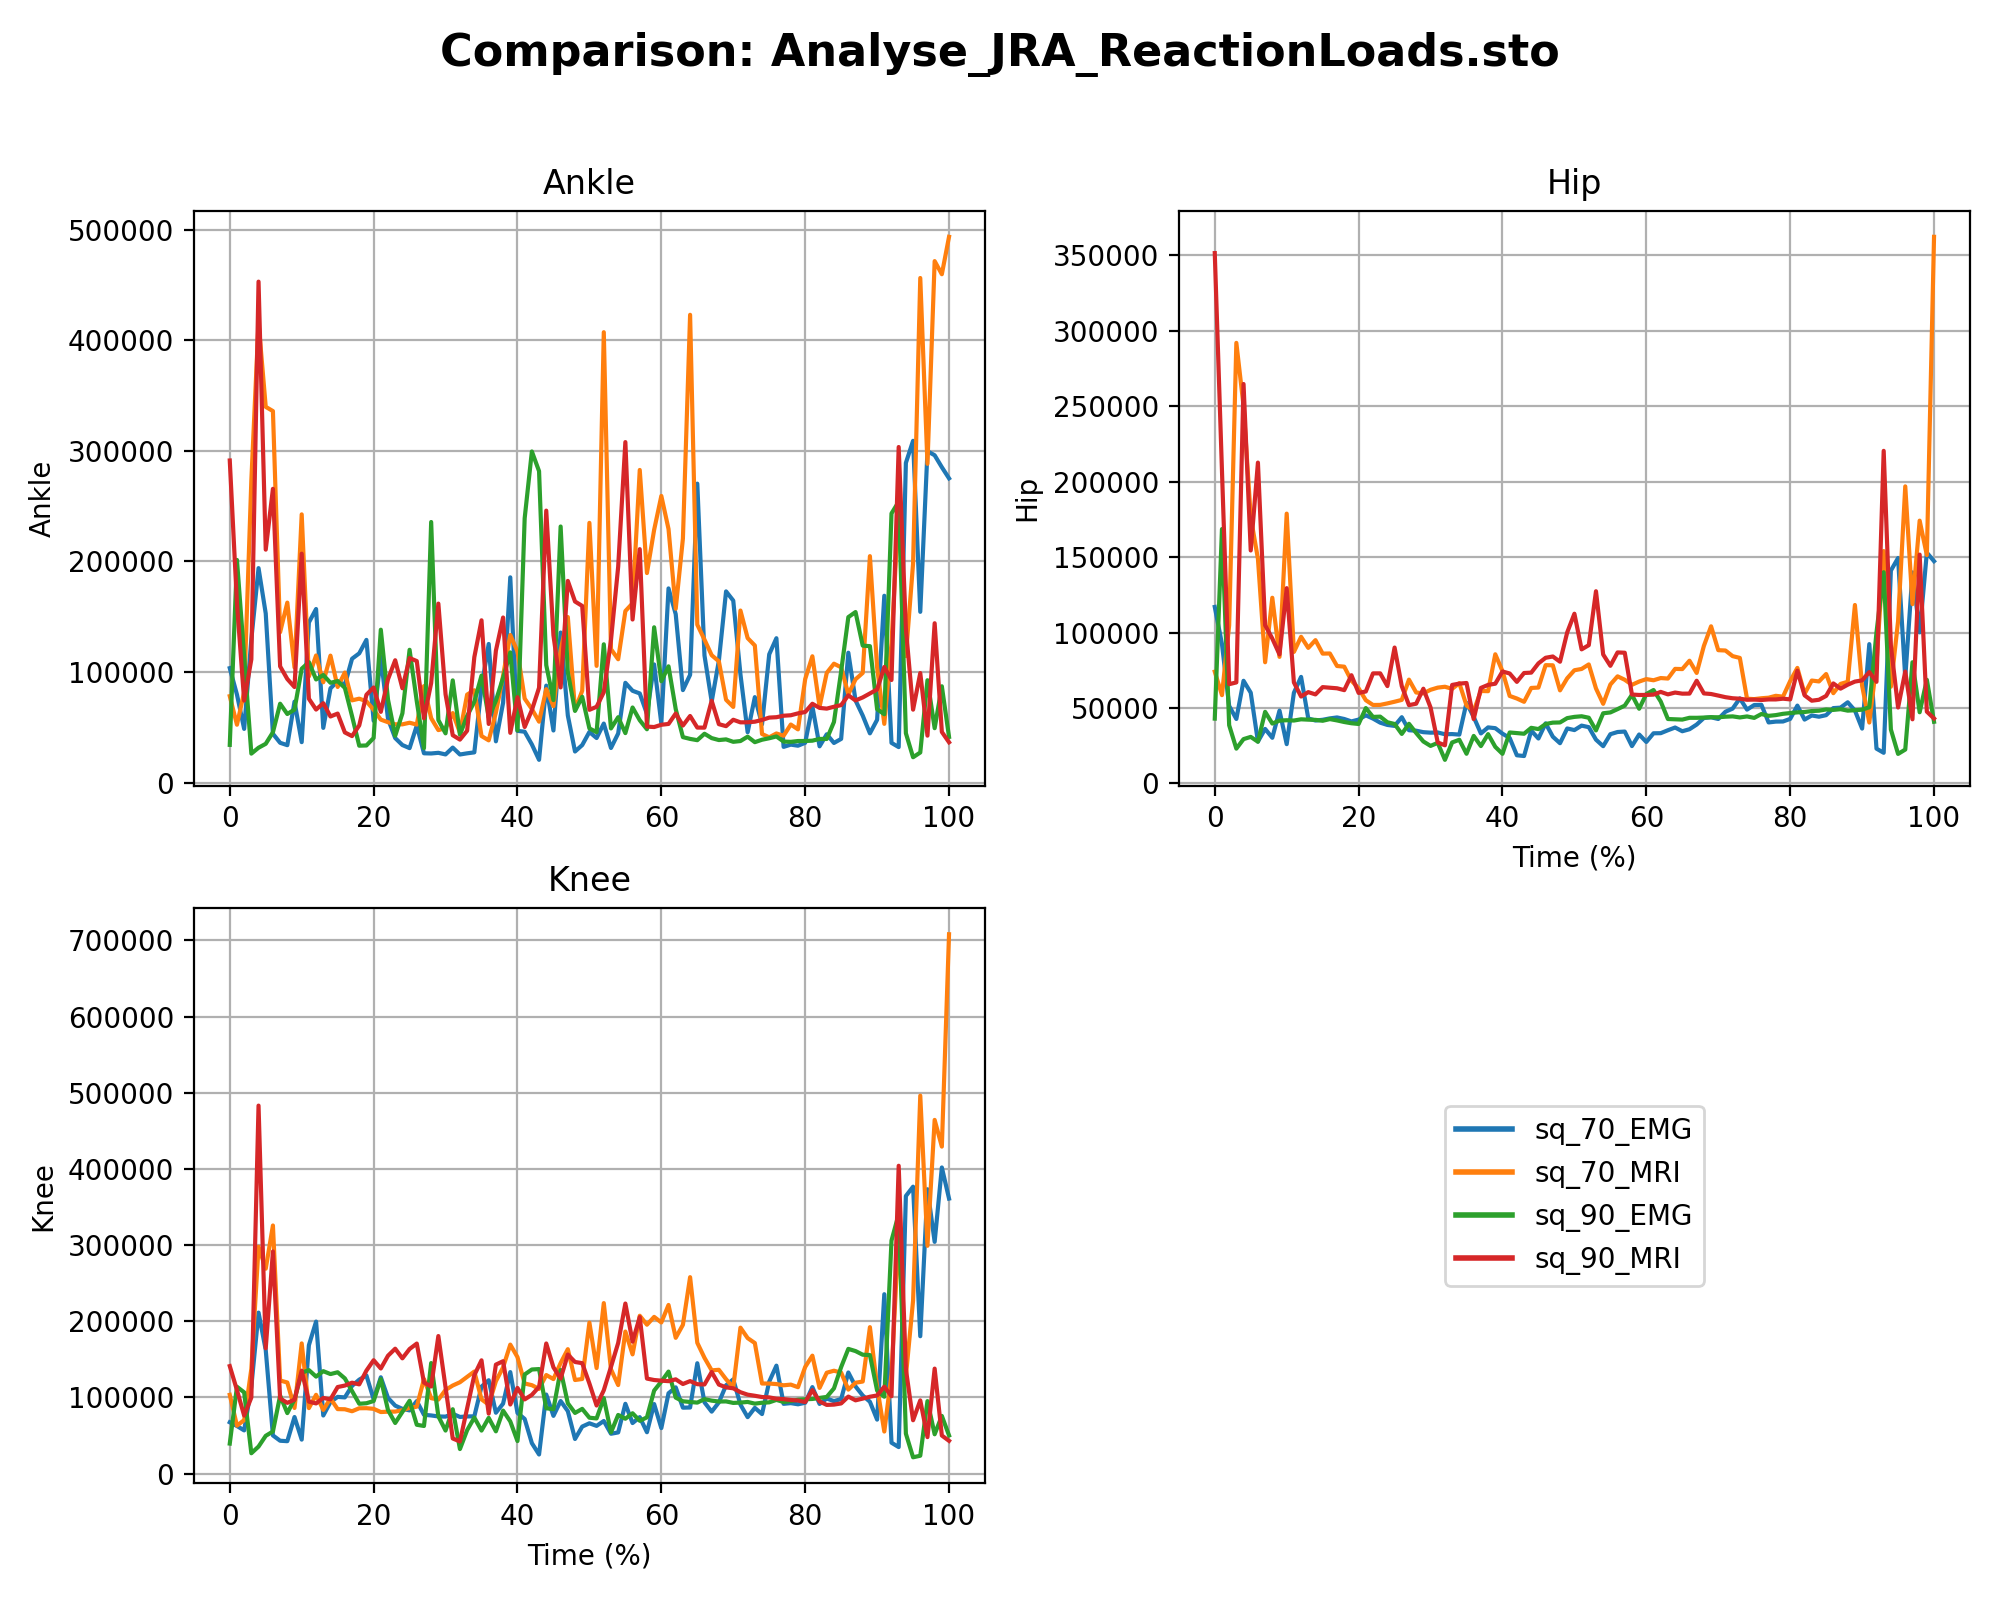 Comparison: Analyse_JRA_ReactionLoads.sto
Ankle
500000
400000
300000
200000
100000
0
Ankle
0 20 40 60 80 100
Hip
350000
300000
250000
200000
150000
100000
50000
0
Hip
0 20 40 60 80 100
Time (%)
Knee
700000
600000
500000
400000
300000
200000
100000
0
Knee
0 20 40 60 80 100
Time (%)
sq_70_EMG
sq_70_MRI
sq_90_EMG
sq_90_MRI